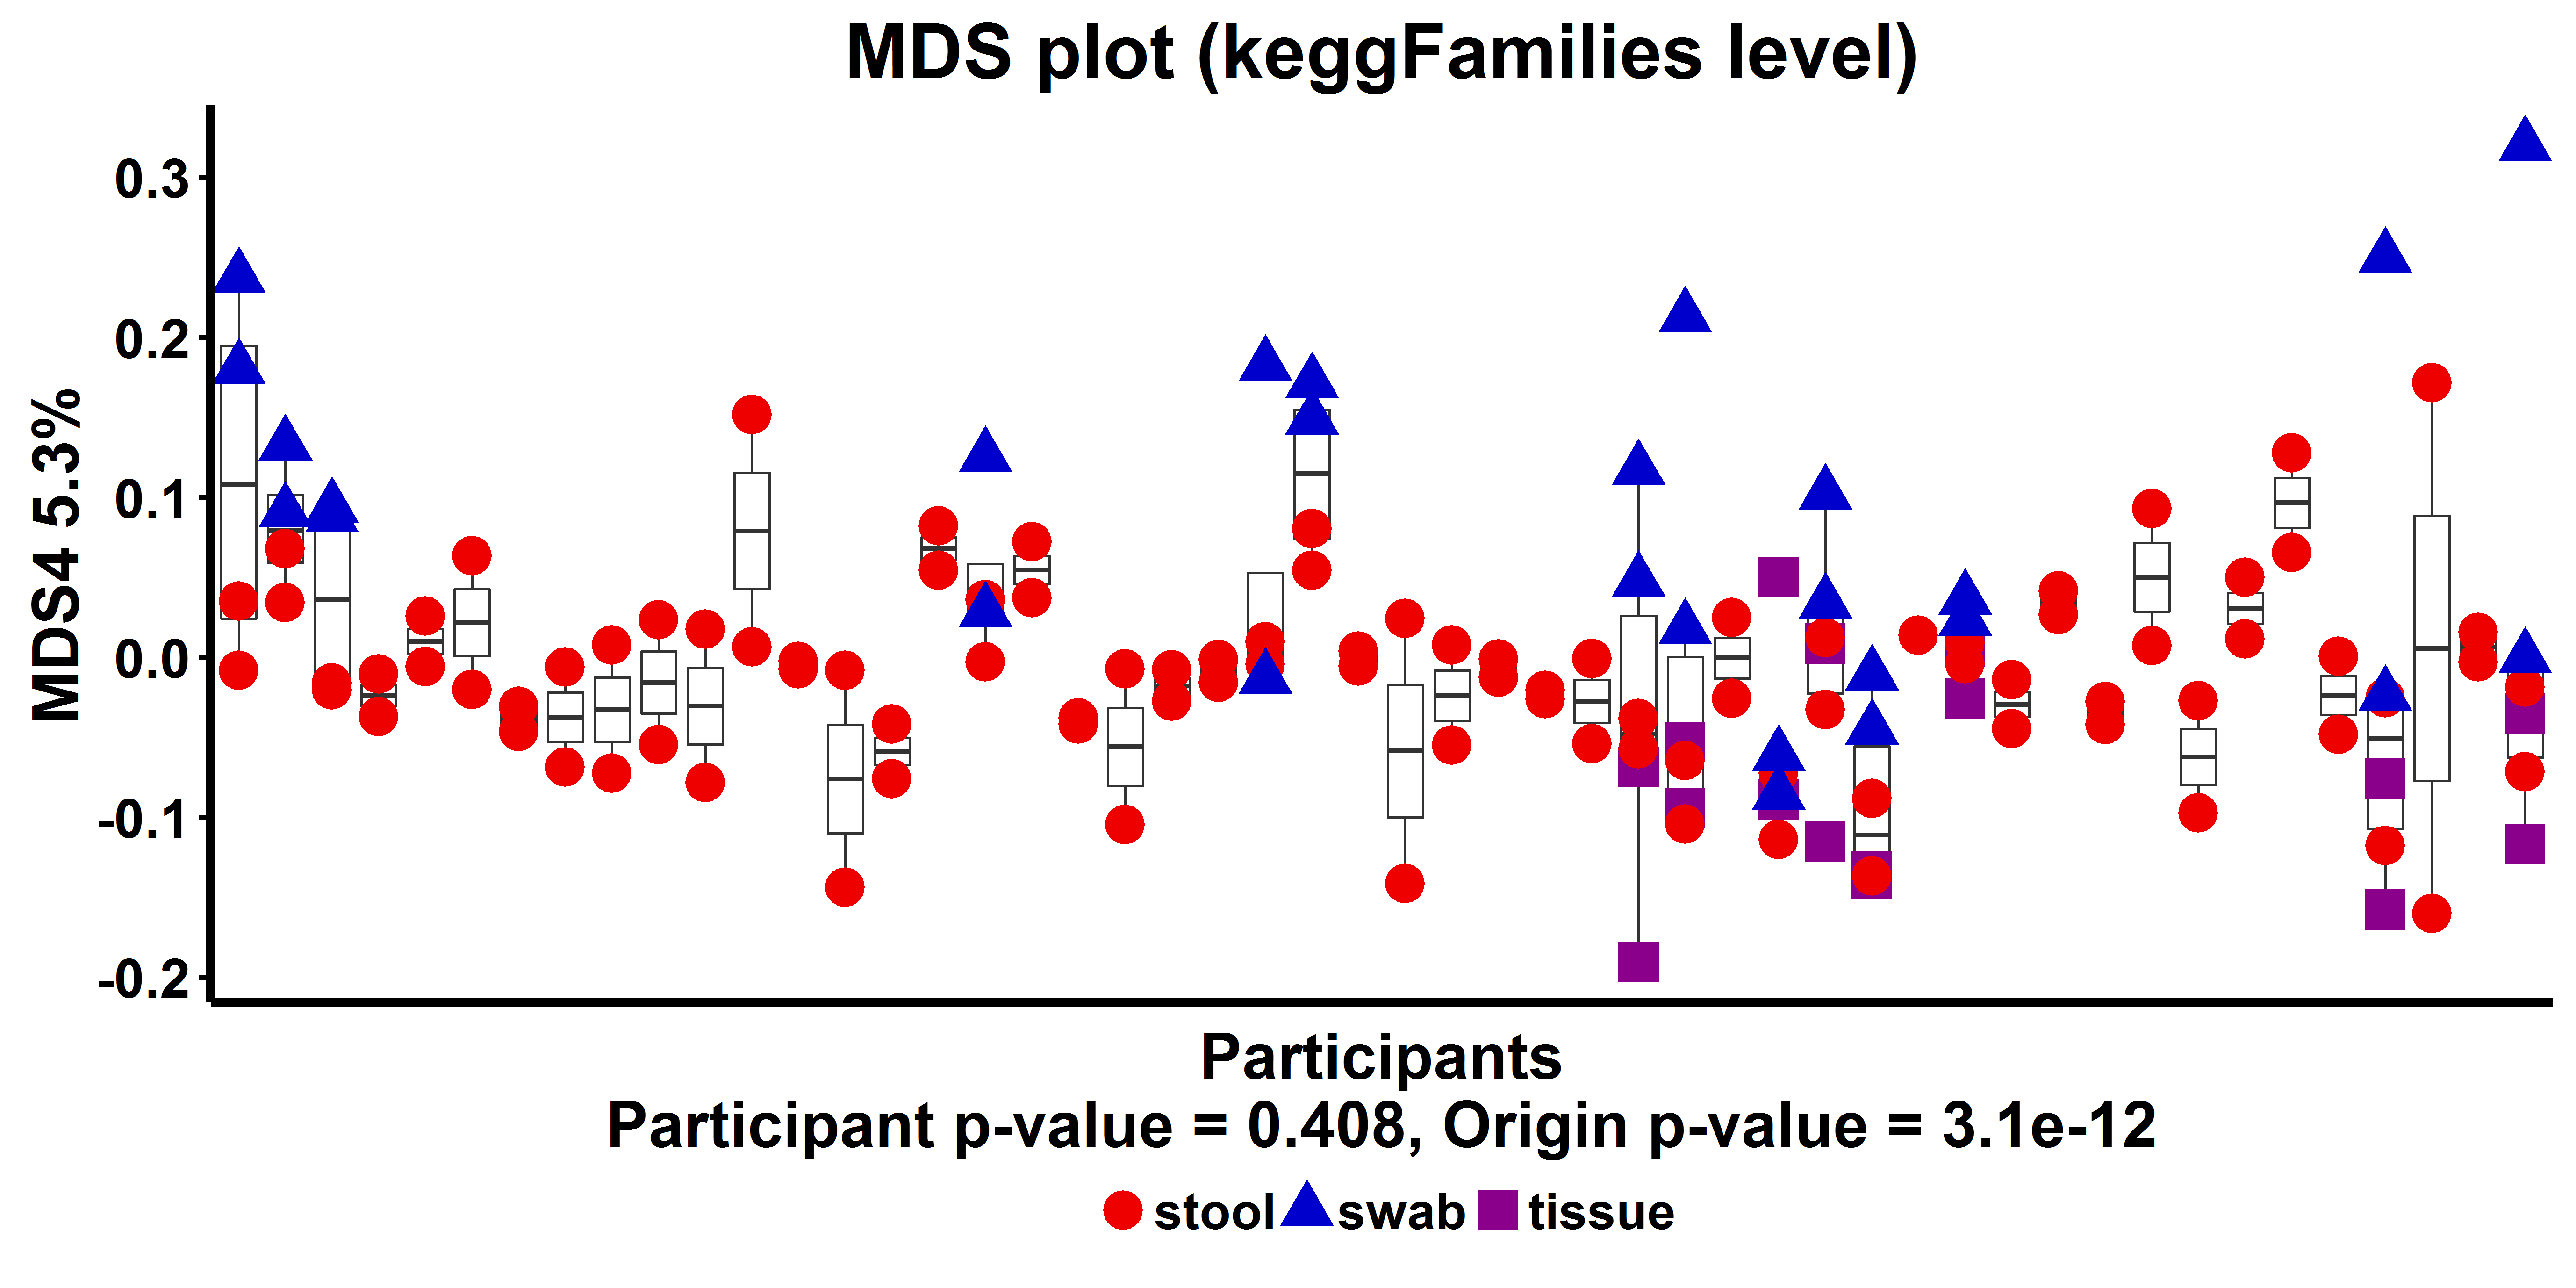 MDS plot (keggFamilies level)
MDS4 5.3%
0.3
0.2
0.1
0.0
-0.1
-0.2
Participants
Participant p-value = 0.408, Origin p-value = 3.1e-12
stool swab tissue